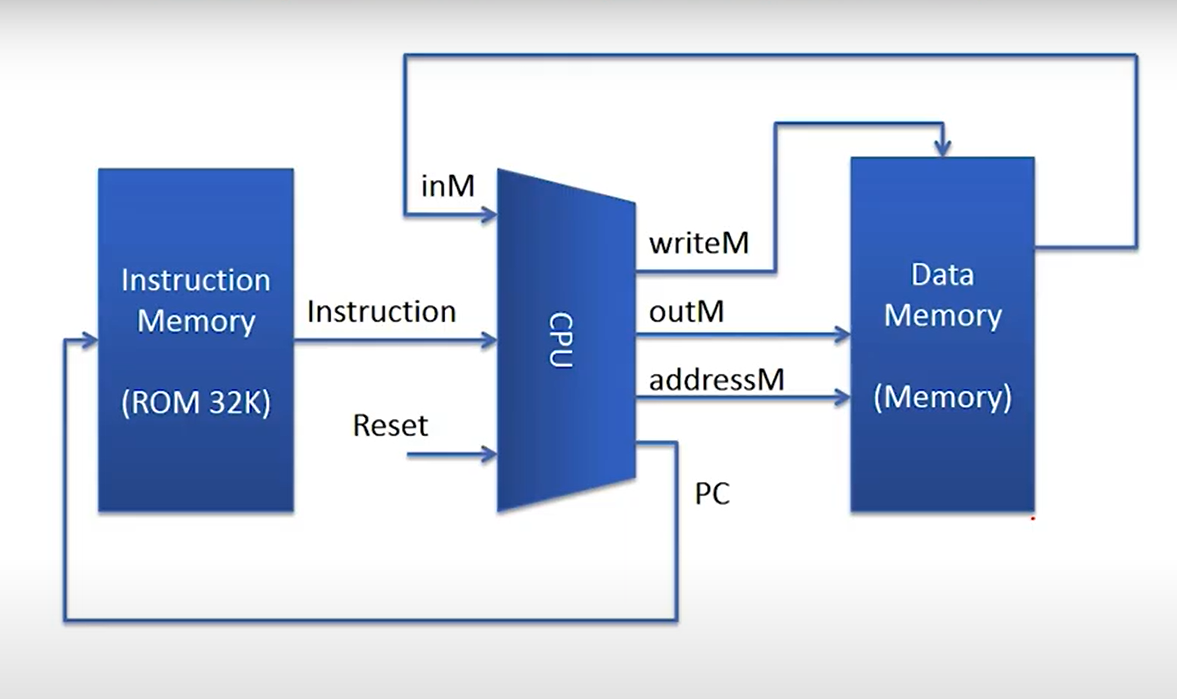 inM
writeM
Instruction
Memory
(ROM 32K)
Instruction
CPU
outM
Data
Memory
(Memory)
addressM
Reset
PC